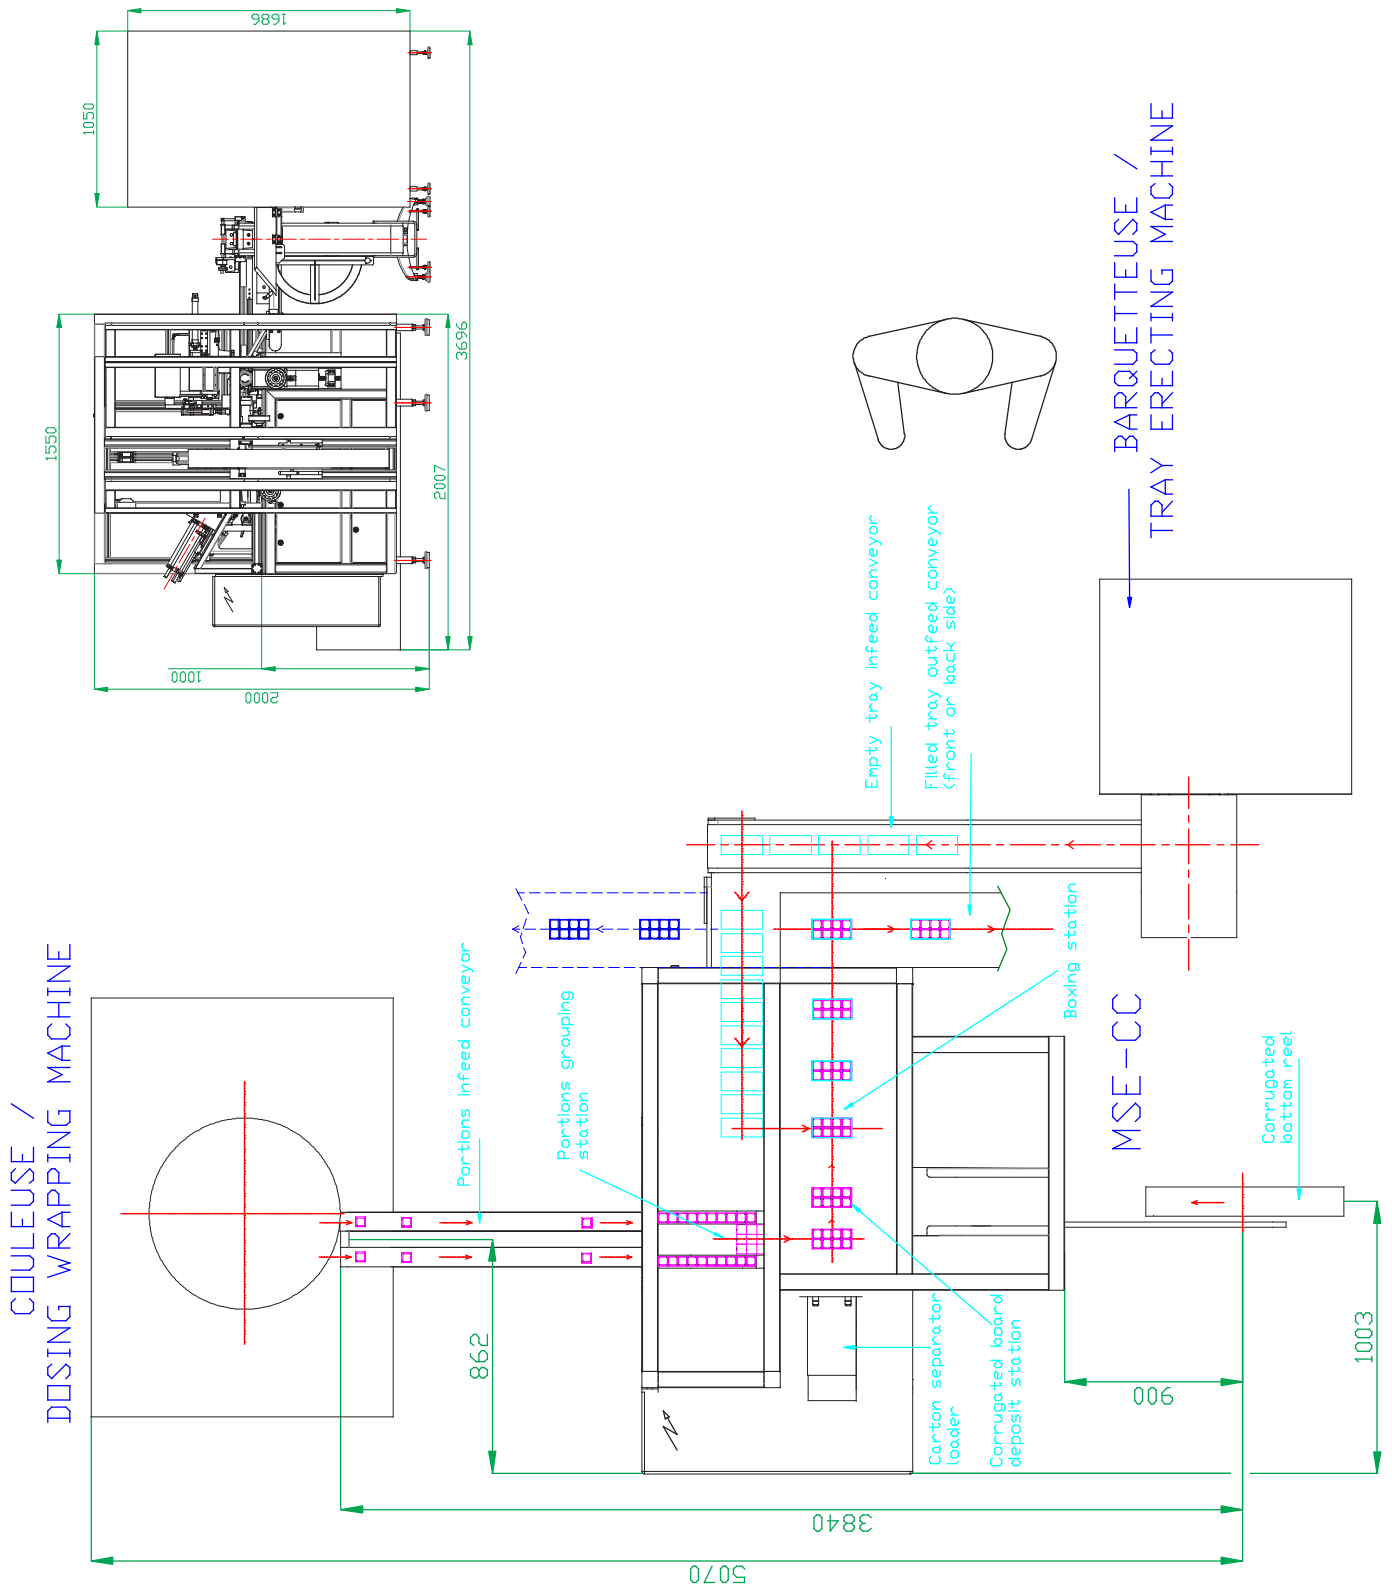 1686
1050
1550
3696
2007
1000
2000
COULEUSE /
DOSING WRAPPING MACHINE
BARQUETTEUSE /
TRAY ERECTING MACHINE
Empty tray infeed conveyor
Filled tray outfeed conveyor
(front or back side)
Portions infeed conveyor
Portions grouping
station
Boxing station
MSE-CC
Corrugated
bottom reel
Carton separator
loader
Corrugated board
deposit station
862
900
1003
3840
5070